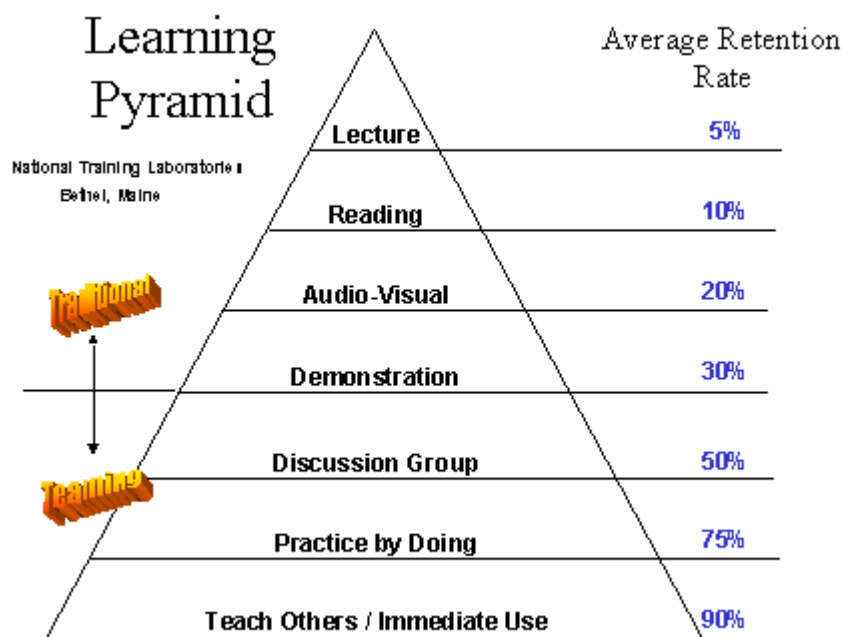 Learning
Pyramid
National Training Laboratories
Bethel, Maine
Average Retention
Rate
Lecture 5%
Reading 10%
Traditional
Audio-Visual 20%
Demonstration 30%
Teaming
Discussion Group 50%
Practice by Doing 75%
Teach Others / Immediate Use 90%